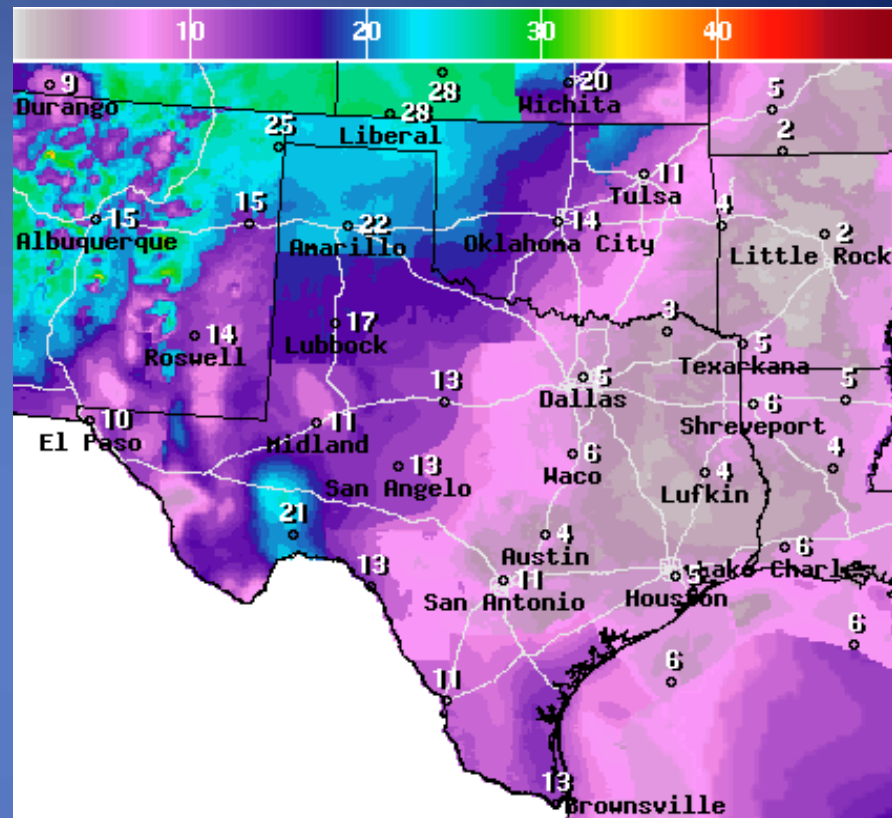 10 20 30 40
9
Durango
28
28
Liberal
20
Wichita
5
2
25
11
Tulsa
15
Albuquerque
15
22
Amarillo
14
Oklahoma City
4
2
Little Rock
14
Roswell
17
Lubbock
3
5
Texarkana
5
Dallas
13
6
Shreveport
5
10
El Paso
11
Midland
13
San Angelo
6
Waco
4
Lufkin
4
21
4
Austin
6
Lake Charles
13
11
San Antonio
5
Houston
6
6
11
13
Brownsville